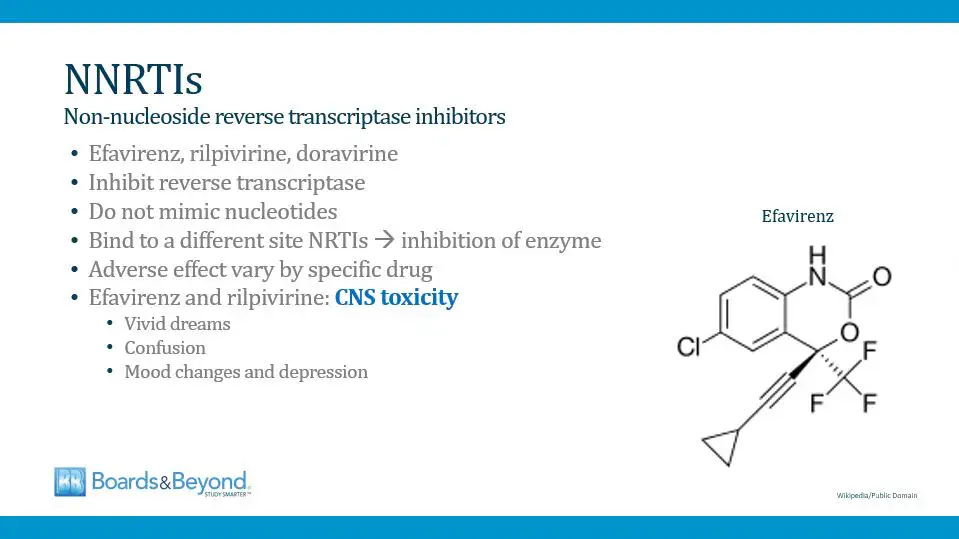 NNRTIs
Non-nucleoside reverse transcriptase inhibitors
• Efavirenz, rilpivirine, doravirine
• Inhibit reverse transcriptase
• Do not mimic nucleotides
• Bind to a different site NRTIs → inhibition of enzyme
• Adverse effect vary by specific drug
• Efavirenz and rilpivirine: CNS toxicity
• Vivid dreams
• Confusion
• Mood changes and depression
Efavirenz
H
N
O
O
Cl
F
F
F
BB Boards&Beyond
STUDY SMARTER
Wikipedia/Public Domain